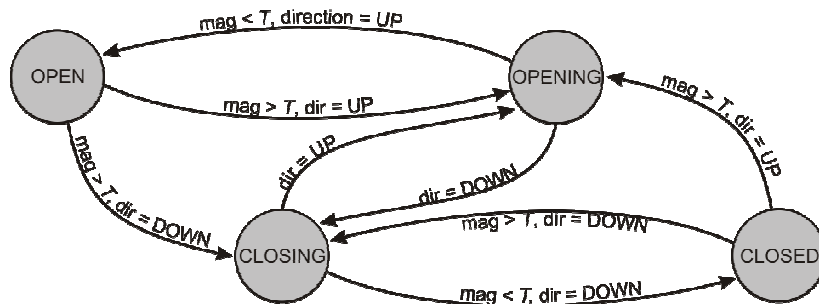 mag < T, direction = UP
OPEN
OPENING
mag > T, dir = UP
mag > T, dir = UP
dir = UP
mag > T, dir = DOWN
dir = DOWN
mag > T, dir = DOWN
CLOSING
CLOSED
mag < T, dir = DOWN